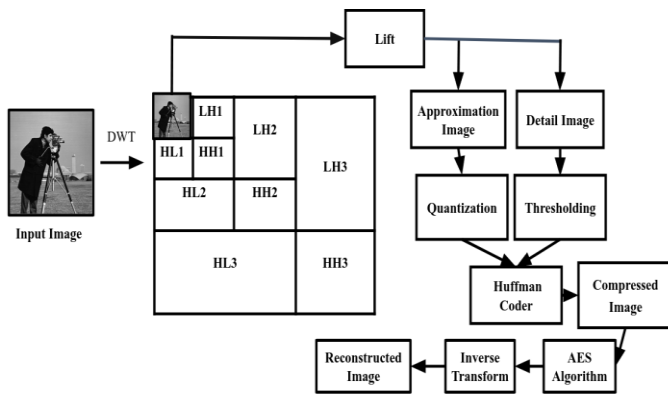 Lift
Approximation
Image
Detail Image
DWT
LH1
LH2
LH3
HL1
HH1
HL2
HH2
HL3
HH3
Input Image
Quantization
Thresholding
Huffman
Coder
Compressed
Image
AES
Algorithm
Inverse
Transform
Reconstructed
Image